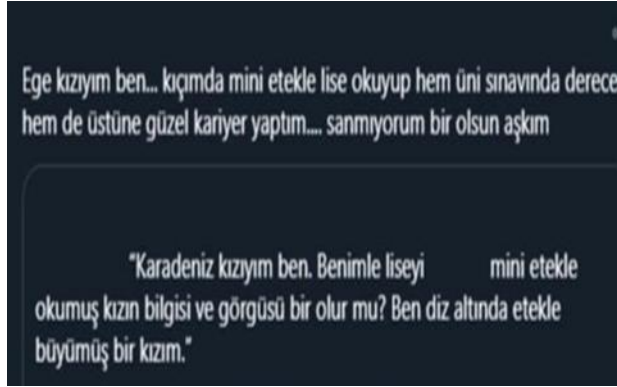 Ege kızıyım ben... kıçımda mini etekle lise okuyup hem üni sınavında derece
hem de üstüne güzel kariyer yaptım.... sanmıyorum bir olsun aşkım
"Karadeniz kızıyım ben. Benimle liseyi mini etekle
okumuş kızın bilgisi ve görgüsü bir olur mu? Ben diz altında etekle
büyümüş bir kızım."